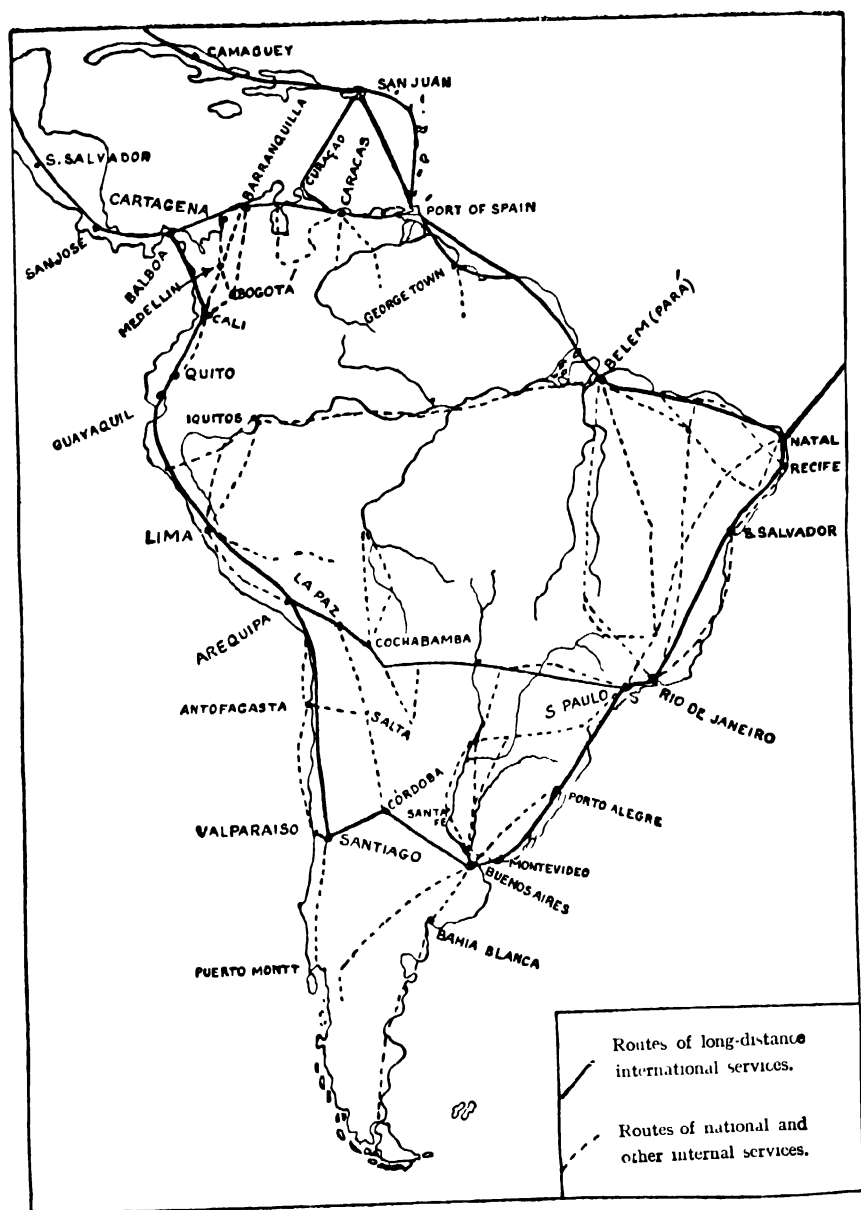 CAMAGUEY
SAN JUAN
BARRANQUILLA
CURAÇAO
CARACAS
S. SALVADOR
CARTAGENA
PORT OF SPAIN
SAN JOSÉ
BALBOA
MEDELLIN
BOGOTA
GEORGE TOWN
CALI
BELEM (PARÁ)
QUITO
GUAYAQUIL
IQUITOS
NATAL
RECIFE
LIMA
SALVADOR
LA PAZ
AREQUIPA
COCHABAMBA
S PAULO
S
RIO DE JANEIRO
ANTOFAGASTA
SALTA
CÓRDOBA
SANTA
FÉ
PORTO ALEGRE
VALPARAISO
SANTIAGO
MONTEVIDEO
BUENOS AIRES
BAHIA BLANCA
PUERTO MONTT
Routes of long-distance
international services.
Routes of national and
other internal services.